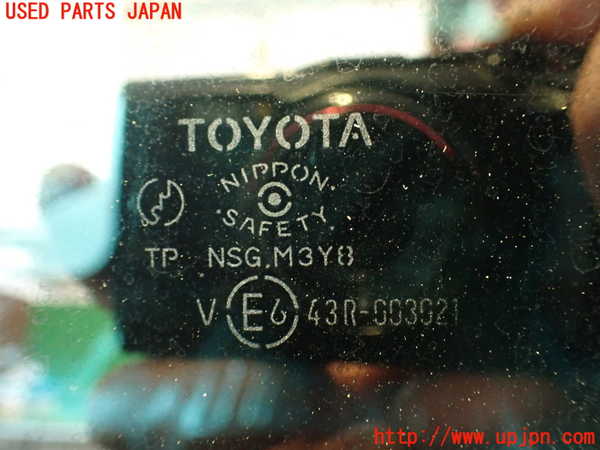 USED PARTS JAPAN
TOYOTA
NIPPON
SAFETY
TP NSG.M3Y8
V E6 43R-003021
http://www.upjpn.com